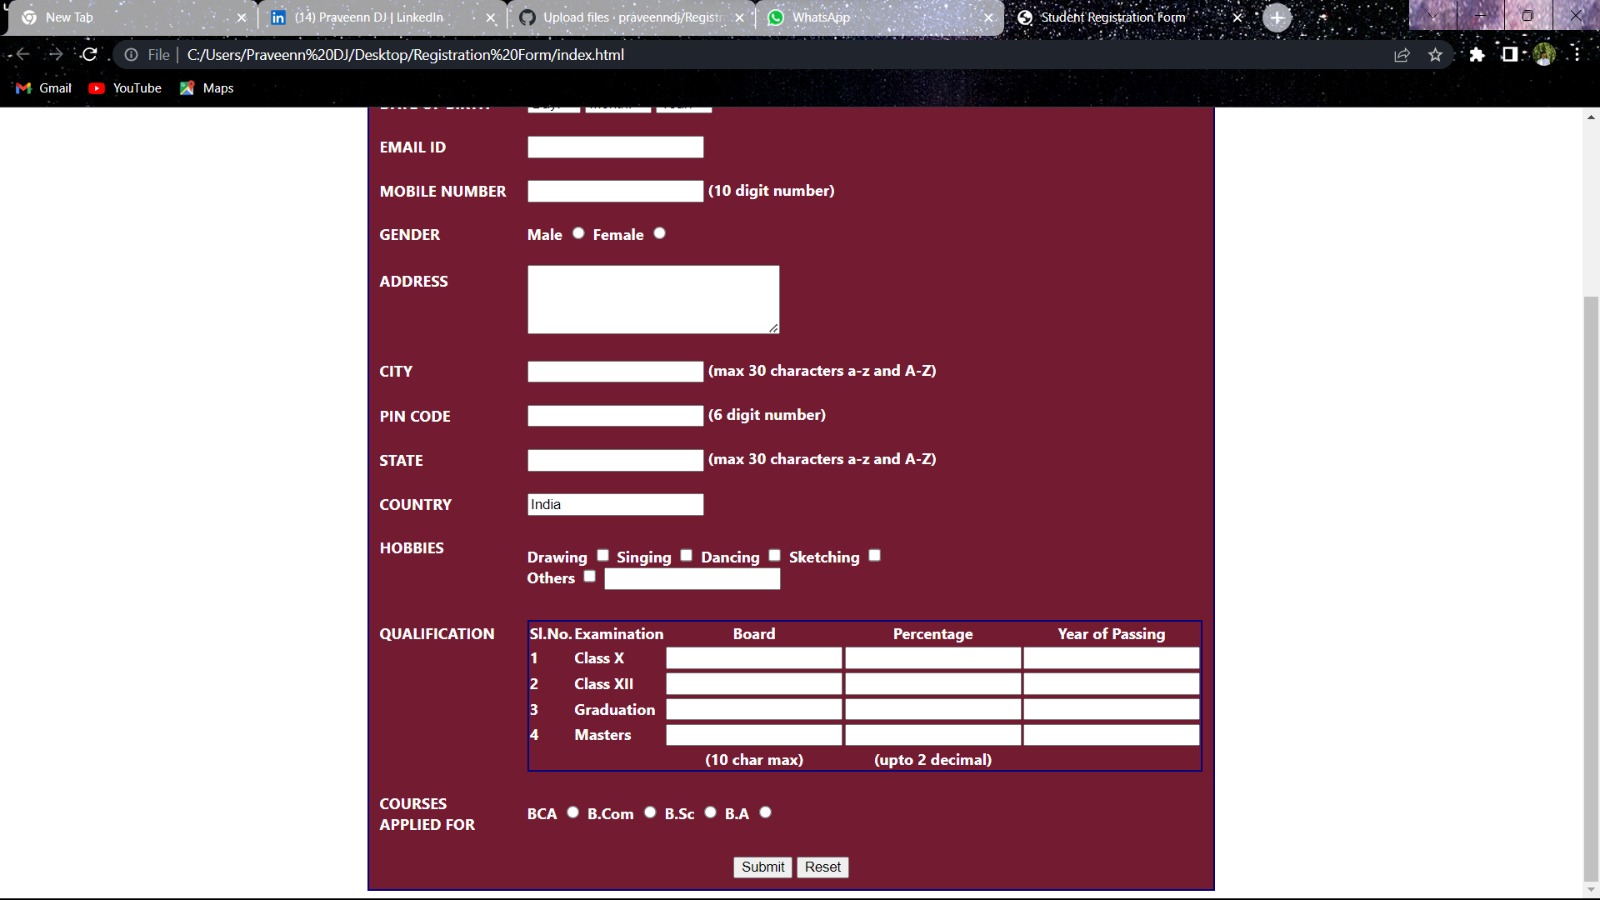 New Tab
(14) Praveenn DJ | LinkedIn
Upload files · praveenndj/Registr
WhatsApp
Student Registration Form
File
C:/Users/Praveenn%20DJ/Desktop/Registration%20Form/index.html
Gmail
YouTube
Maps
EMAIL ID
MOBILE NUMBER (10 digit number)
GENDER Male Female
ADDRESS
CITY (max 30 characters a-z and A-Z)
PIN CODE (6 digit number)
STATE (max 30 characters a-z and A-Z)
COUNTRY India
HOBBIES
Drawing Singing Dancing Sketching
Others
QUALIFICATION Sl.No. Examination Board Percentage Year of Passing
1 Class X
2 Class XII
3 Graduation
4 Masters
(10 char max) (upto 2 decimal)
COURSES
APPLIED FOR
BCA B.Com B.Sc B.A
Submit Reset